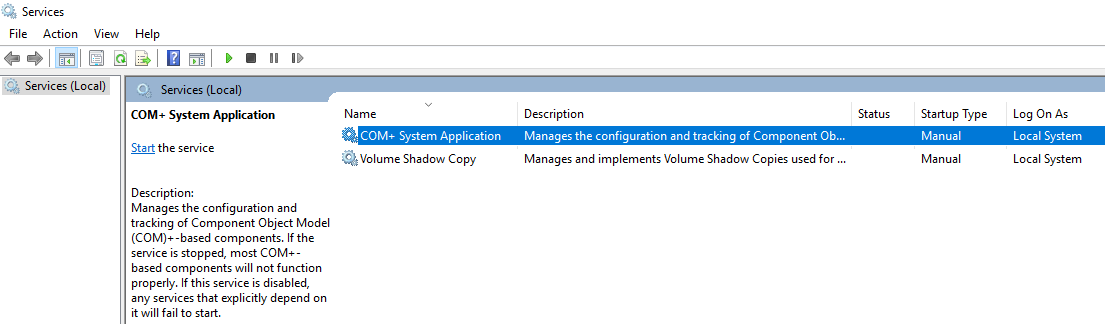 Services
File Action View Help
Services (Local)
Services (Local)
COM+ System Application
Start the service
Description:
Manages the configuration and
tracking of Component Object Model
(COM)+-based components. If the
service is stopped, most COM+-
based components will not function
properly. If this service is disabled,
any services that explicitly depend on
it will fail to start.
Name Description Status Startup Type Log On As
COM+ System Application Manages the configuration and tracking of Component Ob... Manual Local System
Volume Shadow Copy Manages and implements Volume Shadow Copies used for ... Manual Local System